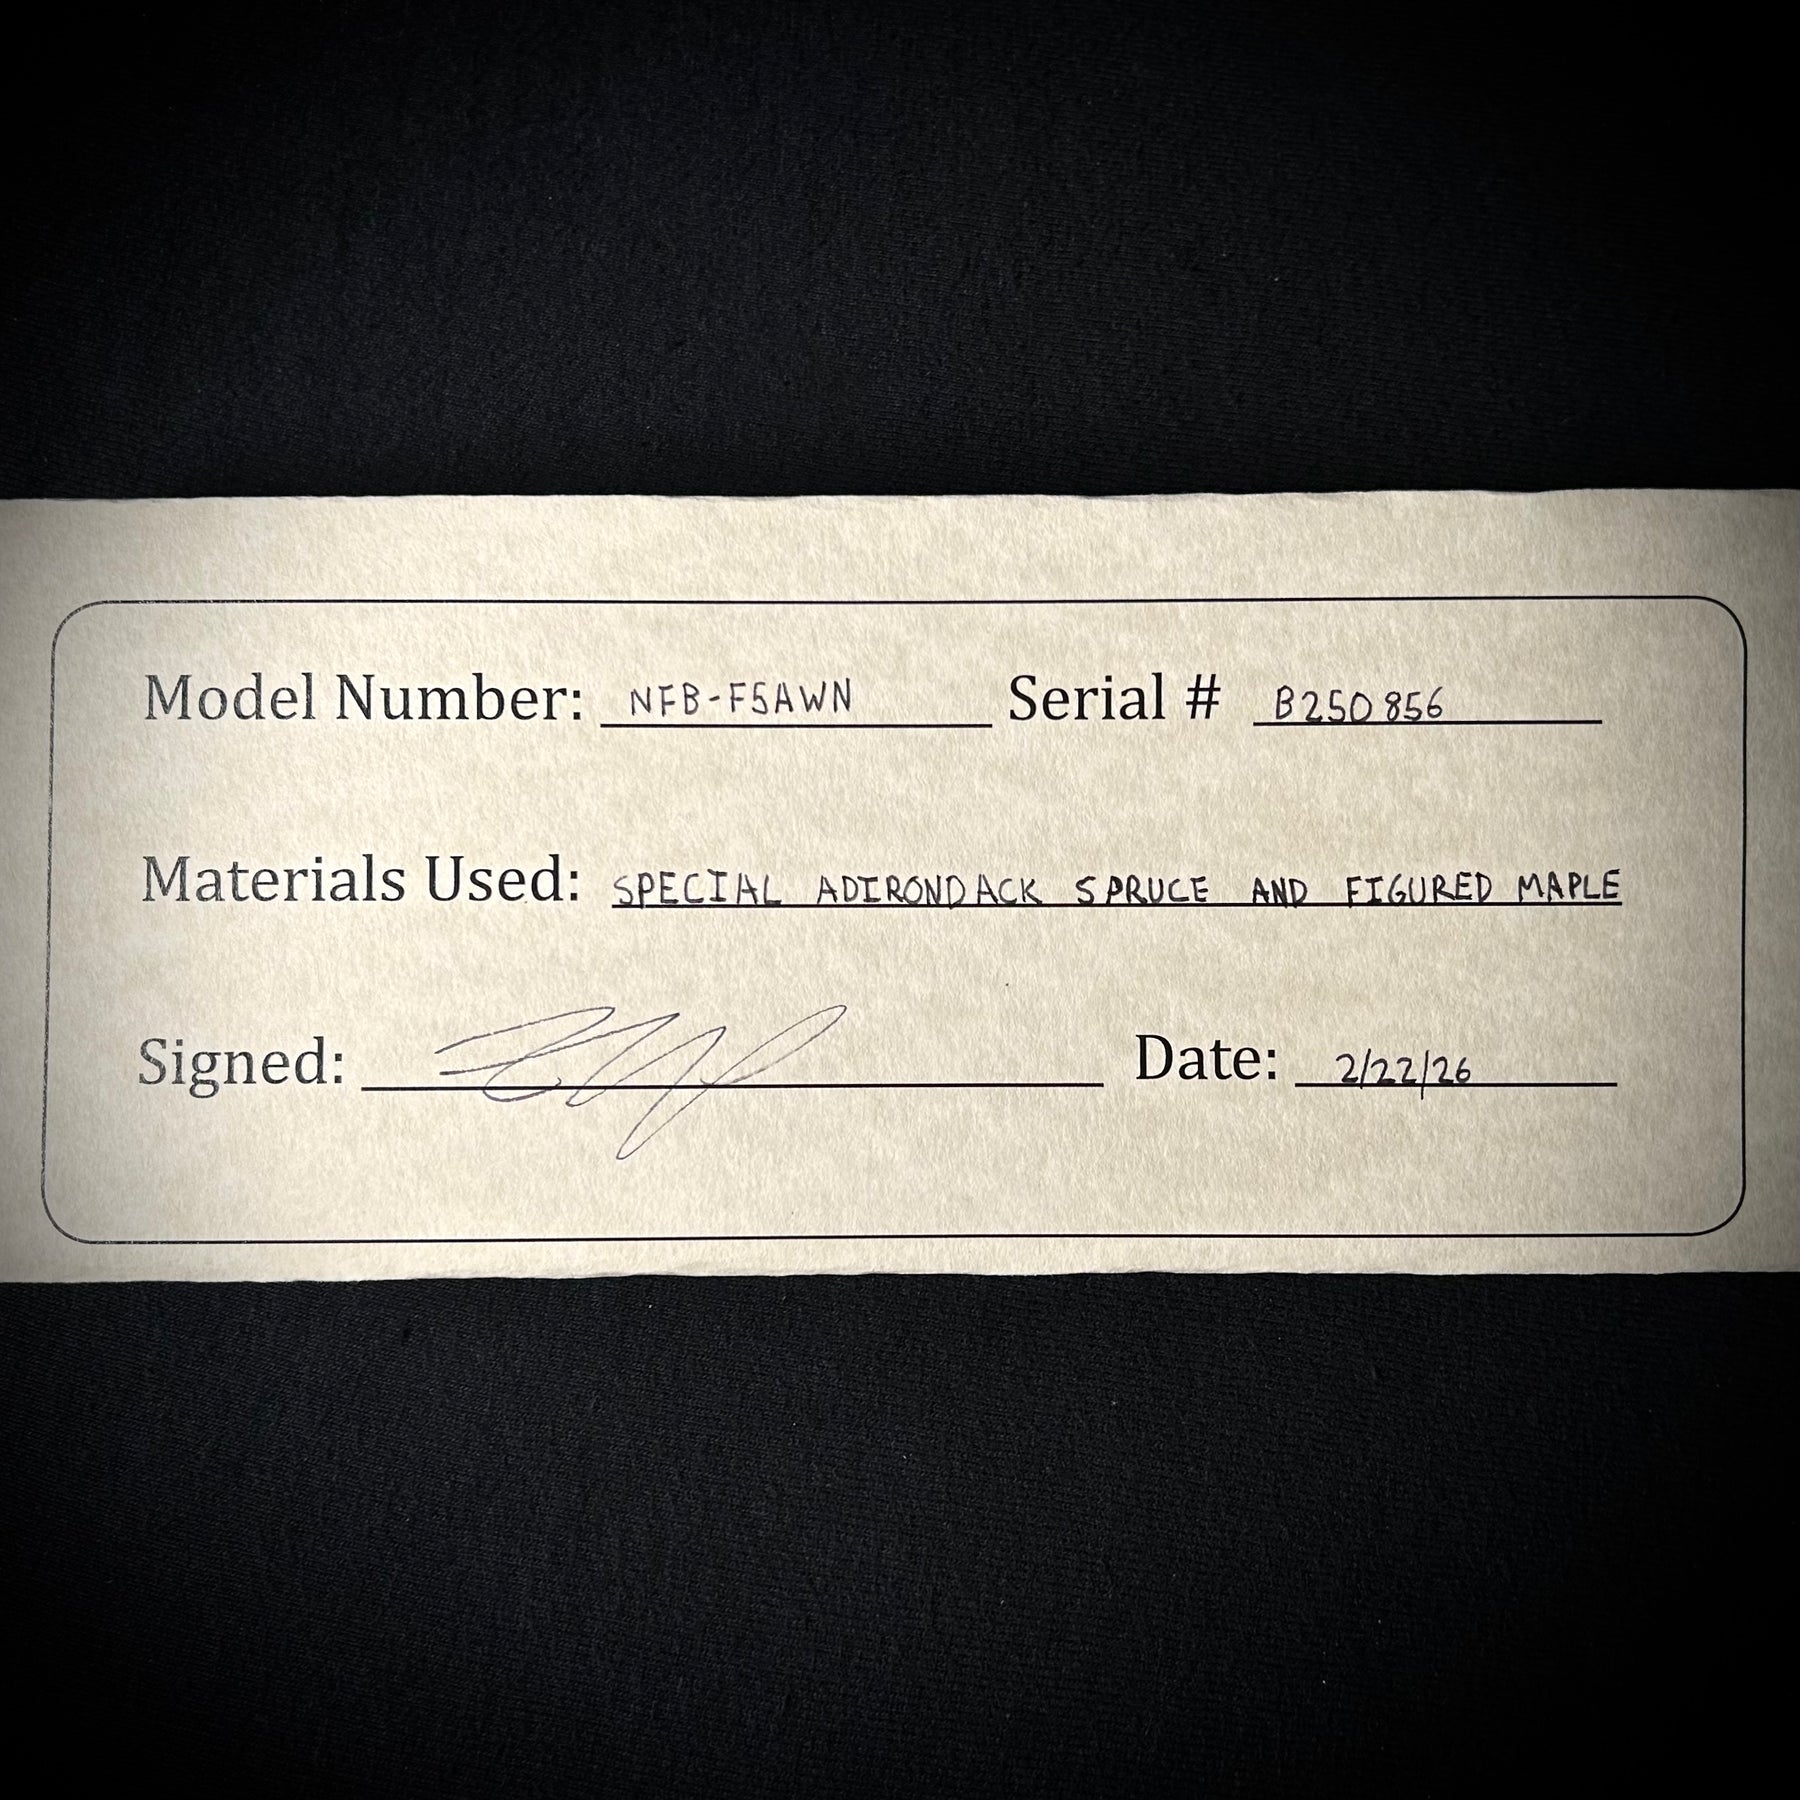 Model Number: NFB-F5AWN Serial # B250856
Materials Used: SPECIAL ADIRONDACK SPRUCE AND FIGURED MAPLE
Signed: Date: 2/22/26